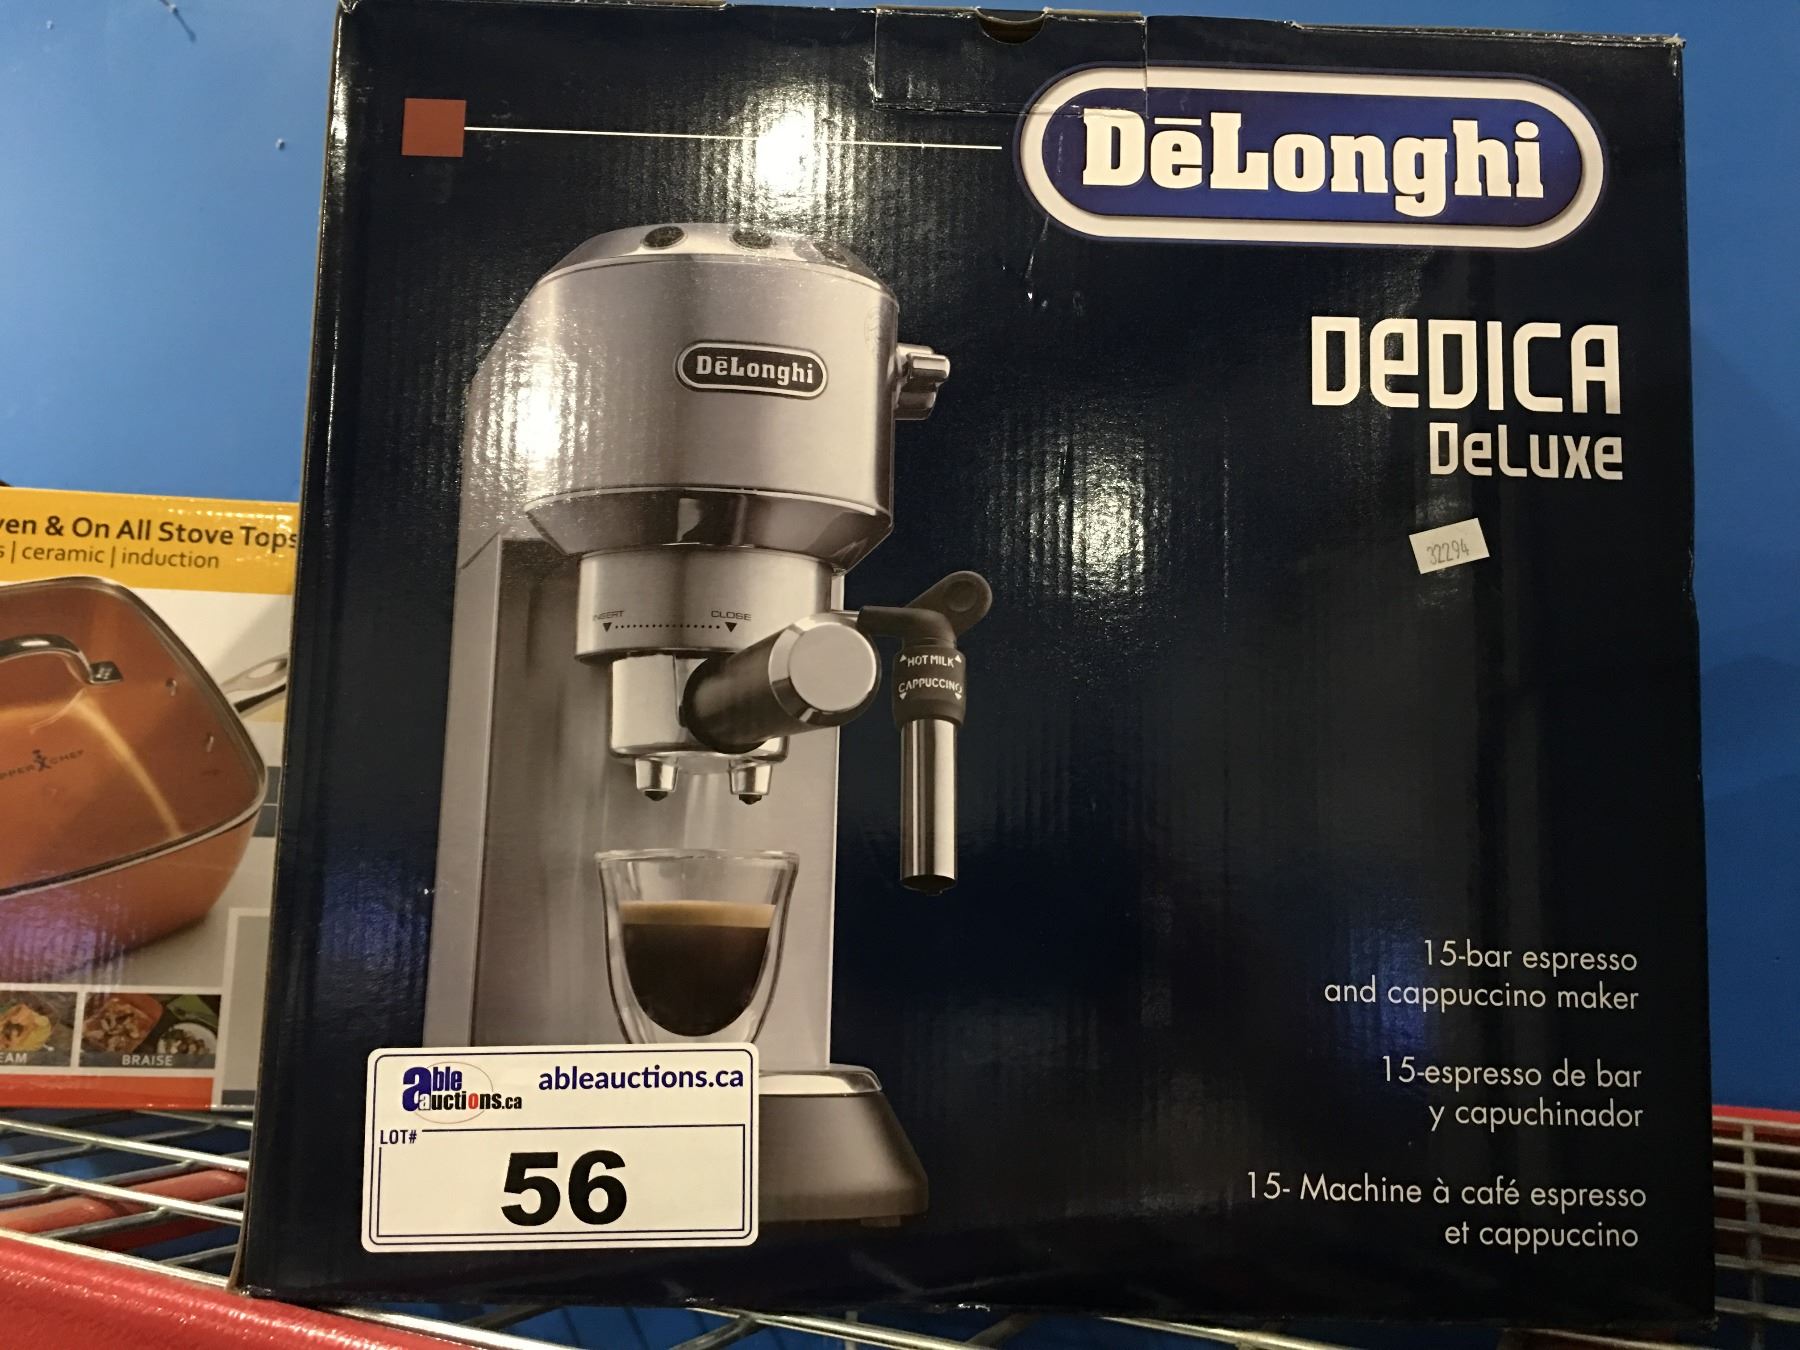 DēLonghi
DEDICA
DeLuxe
32294
DēLonghi
INSERT CLOSE
HOT MILK
CAPPUCCINO
15-bar espresso
and cappuccino maker
15-espresso de bar
y capuchinador
15- Machine à café espresso
et cappuccino
able auctions.ca
ableauctions.ca
LOT#
56
& On All Stove Tops
| ceramic | induction
CHEF
BRAISE